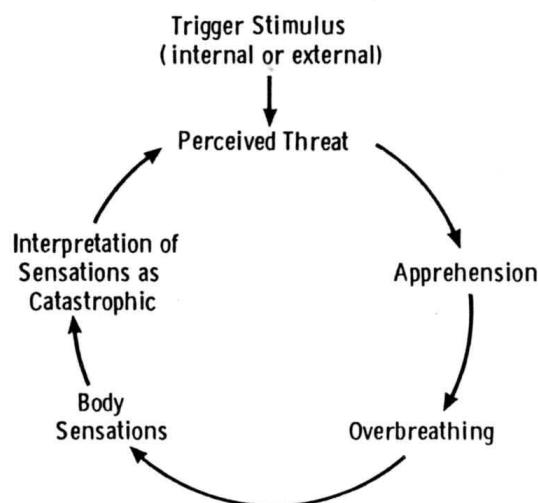 Trigger Stimulus
(internal or external)
Perceived Threat
Apprehension
Overbreathing
Body
Sensations
Interpretation of
Sensations as
Catastrophic